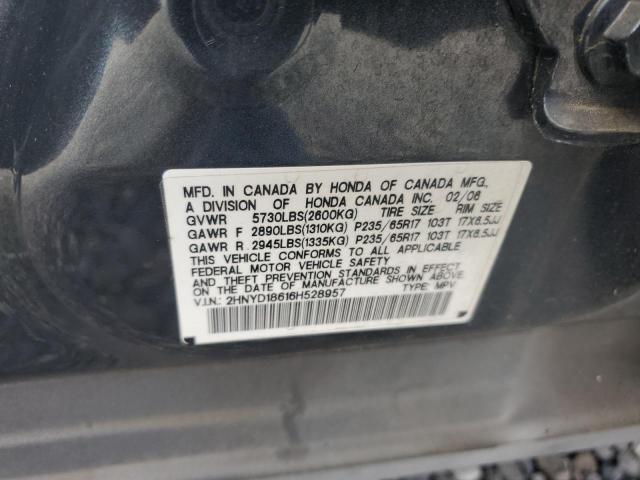 MFD. IN CANADA BY HONDA OF CANADA MFG.,
A DIVISION OF HONDA CANADA INC. 02/06
GVWR 5730LBS(2600KG) TIRE SIZE RIM SIZE
GAWR F 2890LBS(1310KG) P235/65R17 103T 17X6.5JJ
GAWR R 2945LBS(1335KG) P235/65R17 103T 17X6.5JJ
THIS VEHICLE CONFORMS TO ALL APPLICABLE
FEDERAL MOTOR VEHICLE SAFETY
AND THEFT PREVENTION STANDARDS IN EFFECT
ON THE DATE OF MANUFACTURE SHOWN ABOVE
V.I.N.: 2HNYD18616H528957 TYPE: MPV